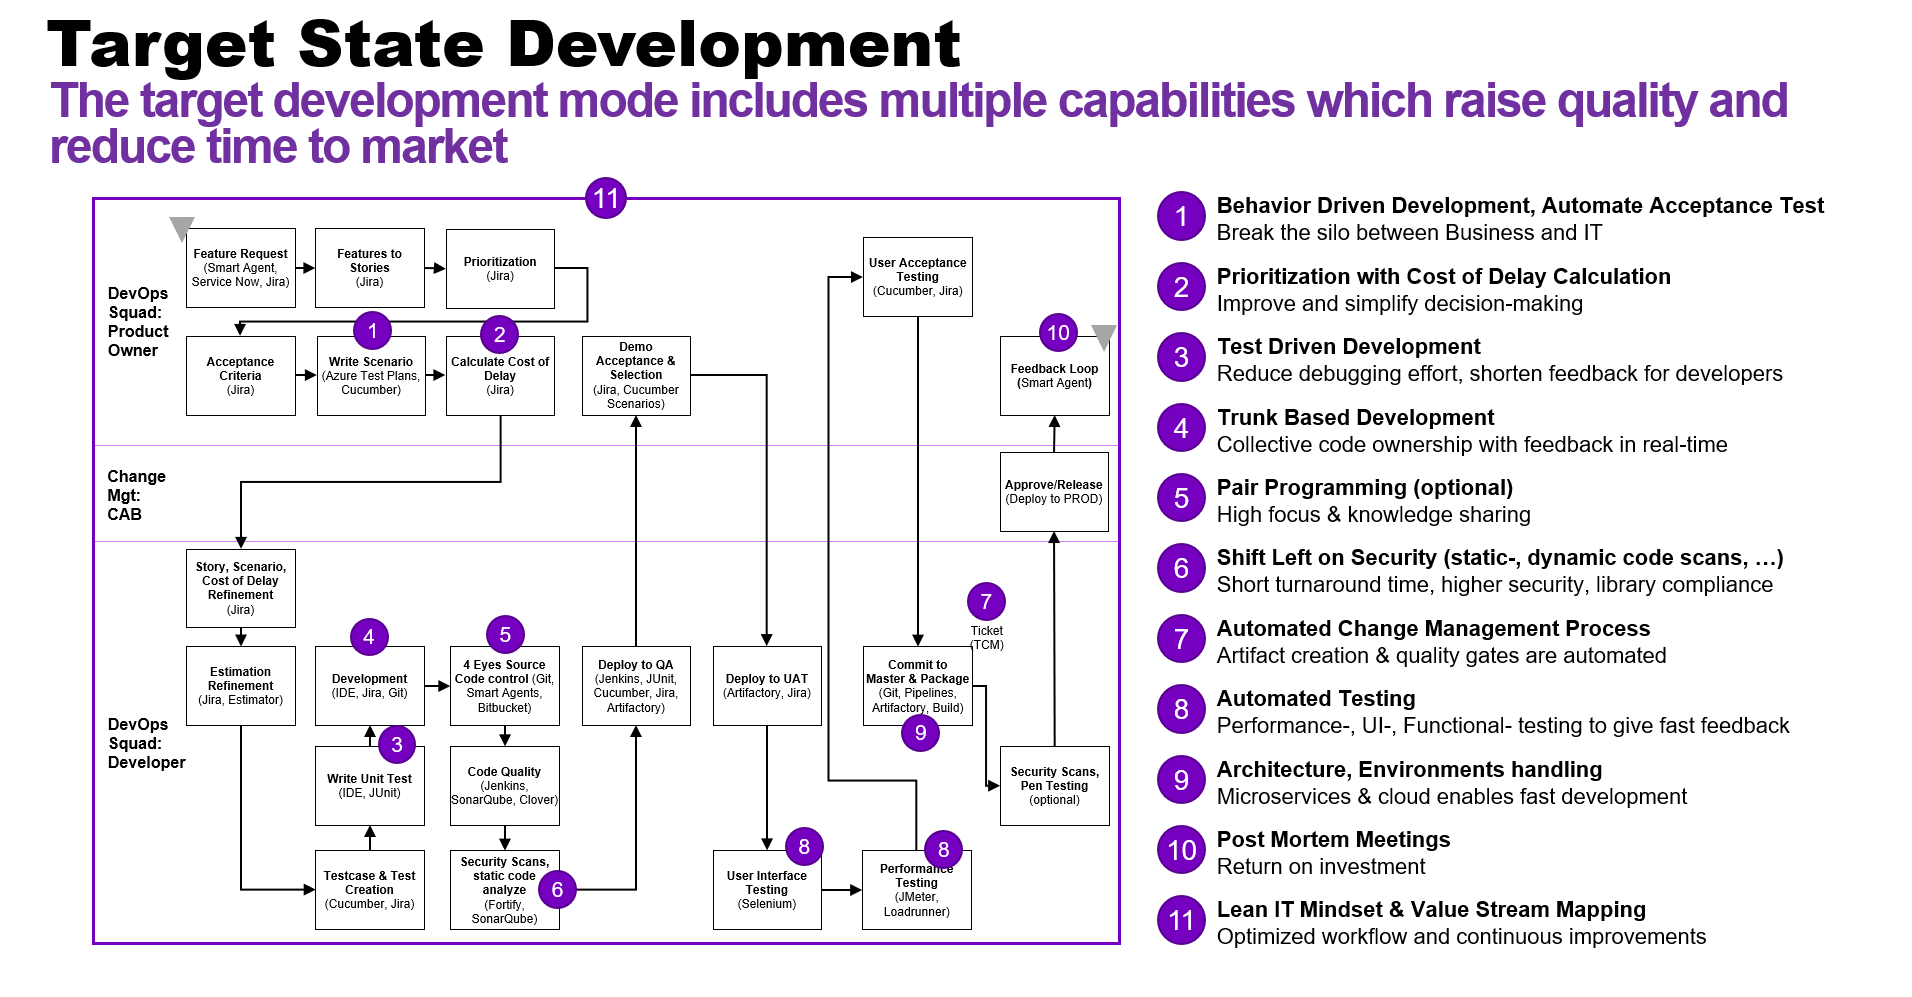 Target State Development
The target development mode includes multiple capabilities which raise quality and
reduce time to market
11
DevOps
Squad:
Product
Owner
Feature Request
(Smart Agent,
Service Now, Jira)
Features to
Stories
(Jira)
Prioritization
(Jira)
Acceptance
Criteria
(Jira)
1
Write Scenario
(Azure Test Plans,
Cucumber)
2
Calculate Cost of
Delay
(Jira)
Demo
Acceptance &
Selection
(Jira, Cucumber
Scenarios)
User Acceptance
Testing
(Cucumber, Jira)
10
Feedback Loop
(Smart Agent)
Change
Mgt:
CAB
Approve/Release
(Deploy to PROD)
DevOps
Squad:
Developer
Story, Scenario,
Cost of Delay
Refinement
(Jira)
Estimation
Refinement
(Jira, Estimator)
4
Development
(IDE, Jira, Git)
5
4 Eyes Source
Code control (Git,
Smart Agents,
Bitbucket)
Deploy to QA
(Jenkins, JUnit,
Cucumber, Jira,
Artifactory)
Deploy to UAT
(Artifactory, Jira)
Commit to
Master & Package
(Git, Pipelines,
Artifactory, Build)
9
7
Ticket
(TCM)
3
Write Unit Test
(IDE, JUnit)
Code Quality
(Jenkins,
SonarQube, Clover)
Security Scans,
Pen Testing
(optional)
Testcase & Test
Creation
(Cucumber, Jira)
Security Scans,
static code
analyze
(Fortify,
SonarQube)
6
8
User Interface
Testing
(Selenium)
8
Performance
Testing
(JMeter,
Loadrunner)
1
Behavior Driven Development, Automate Acceptance Test
Break the silo between Business and IT
2
Prioritization with Cost of Delay Calculation
Improve and simplify decision-making
3
Test Driven Development
Reduce debugging effort, shorten feedback for developers
4
Trunk Based Development
Collective code ownership with feedback in real-time
5
Pair Programming (optional)
High focus & knowledge sharing
6
Shift Left on Security (static-, dynamic code scans, …)
Short turnaround time, higher security, library compliance
7
Automated Change Management Process
Artifact creation & quality gates are automated
8
Automated Testing
Performance-, UI-, Functional- testing to give fast feedback
9
Architecture, Environments handling
Microservices & cloud enables fast development
10
Post Mortem Meetings
Return on investment
11
Lean IT Mindset & Value Stream Mapping
Optimized workflow and continuous improvements